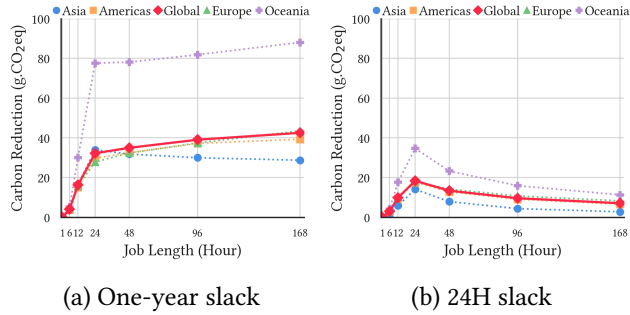 Asia Americas Global Europe Oceania
Carbon Reduction (g.CO₂eq)
100
80
60
40
20
0
1 6 12 24 48 96 168
Job Length (Hour)
(a) One-year slack
Asia Americas Global Europe Oceania
Carbon Reduction (g.CO₂eq)
100
80
60
40
20
0
1 6 12 24 48 96 168
Job Length (Hour)
(b) 24H slack